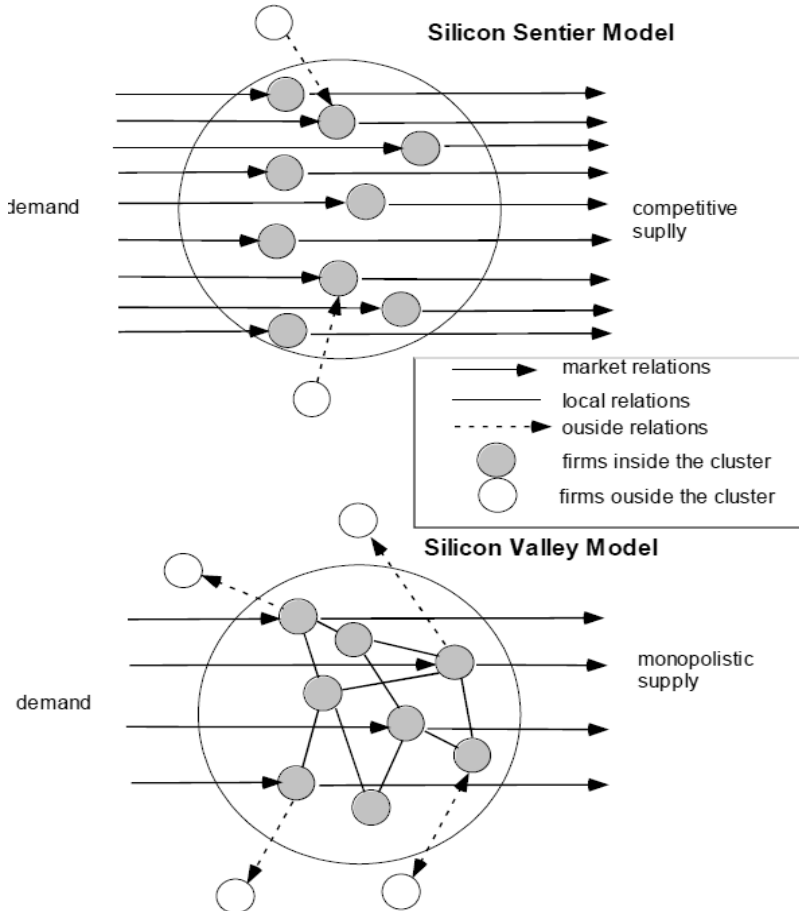 Silicon Sentier Model
demand
competitive
suplly
market relations
local relations
ouside relations
firms inside the cluster
firms ouside the cluster
Silicon Valley Model
demand
monopolistic
supply